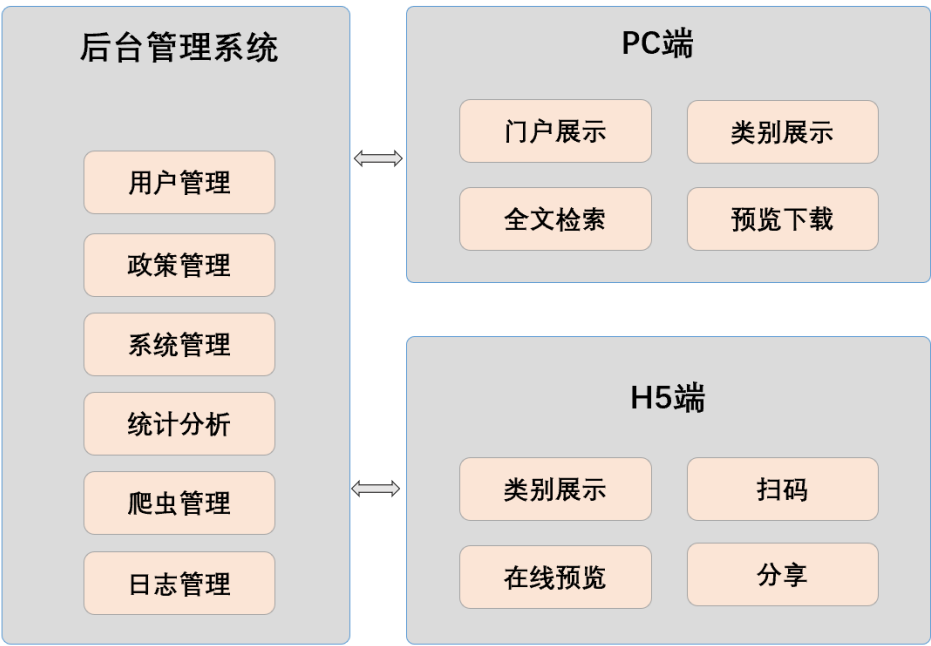 后台管理系统
用户管理
政策管理
系统管理
统计分析
爬虫管理
日志管理
PC端
门户展示
类别展示
全文检索
预览下载
H5端
类别展示
扫码
在线预览
分享